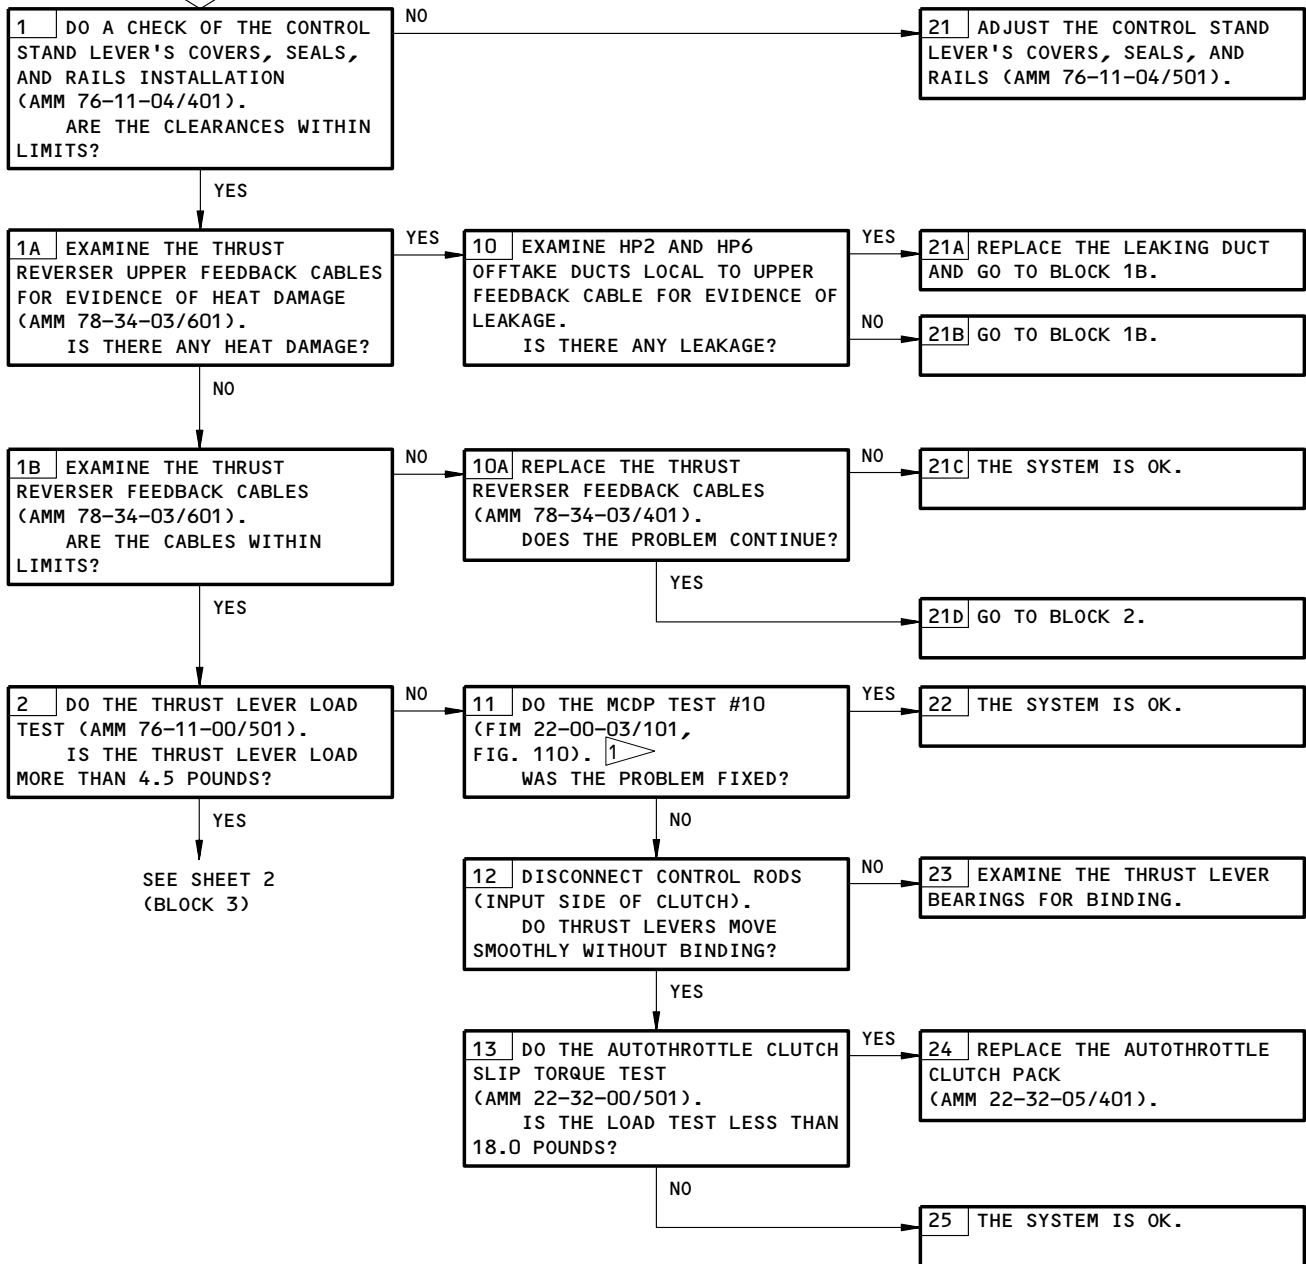 1 DO A CHECK OF THE CONTROL
STAND LEVER'S COVERS, SEALS,
AND RAILS INSTALLATION
(AMM 76-11-04/401).
ARE THE CLEARANCES WITHIN
LIMITS?
NO
21 ADJUST THE CONTROL STAND
LEVER'S COVERS, SEALS, AND
RAILS (AMM 76-11-04/501).
YES
1A EXAMINE THE THRUST
REVERSER UPPER FEEDBACK CABLES
FOR EVIDENCE OF HEAT DAMAGE
(AMM 78-34-03/601).
IS THERE ANY HEAT DAMAGE?
YES
10 EXAMINE HP2 AND HP6
OFFTAKE DUCTS LOCAL TO UPPER
FEEDBACK CABLE FOR EVIDENCE OF
LEAKAGE.
IS THERE ANY LEAKAGE?
YES
21A REPLACE THE LEAKING DUCT
AND GO TO BLOCK 1B.
NO
21B GO TO BLOCK 1B.
NO
1B EXAMINE THE THRUST
REVERSER FEEDBACK CABLES
(AMM 78-34-03/601).
ARE THE CABLES WITHIN
LIMITS?
NO
10A REPLACE THE THRUST
REVERSER FEEDBACK CABLES
(AMM 78-34-03/401).
DOES THE PROBLEM CONTINUE?
NO
21C THE SYSTEM IS OK.
YES
21D GO TO BLOCK 2.
YES
2 DO THE THRUST LEVER LOAD
TEST (AMM 76-11-00/501).
IS THE THRUST LEVER LOAD
MORE THAN 4.5 POUNDS?
NO
11 DO THE MCDP TEST #10
(FIM 22-00-03/101,
FIG. 110). 1
WAS THE PROBLEM FIXED?
YES
22 THE SYSTEM IS OK.
YES
SEE SHEET 2
(BLOCK 3)
NO
12 DISCONNECT CONTROL RODS
(INPUT SIDE OF CLUTCH).
DO THRUST LEVERS MOVE
SMOOTHLY WITHOUT BINDING?
NO
23 EXAMINE THE THRUST LEVER
BEARINGS FOR BINDING.
YES
13 DO THE AUTOTHROTTLE CLUTCH
SLIP TORQUE TEST
(AMM 22-32-00/501).
IS THE LOAD TEST LESS THAN
18.0 POUNDS?
YES
24 REPLACE THE AUTOTHROTTLE
CLUTCH PACK
(AMM 22-32-05/401).
NO
25 THE SYSTEM IS OK.